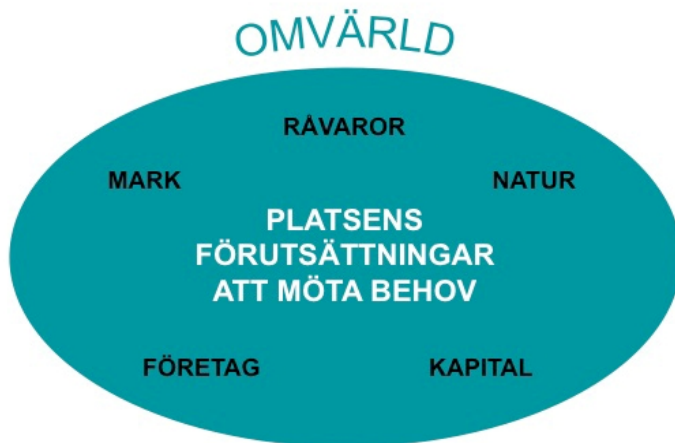 OMVÄRLD
RÅVAROR
MARK
NATUR
PLATSENS
FÖRUTSÄTTNINGAR
ATT MÖTA BEHOV
FÖRETAG
KAPITAL